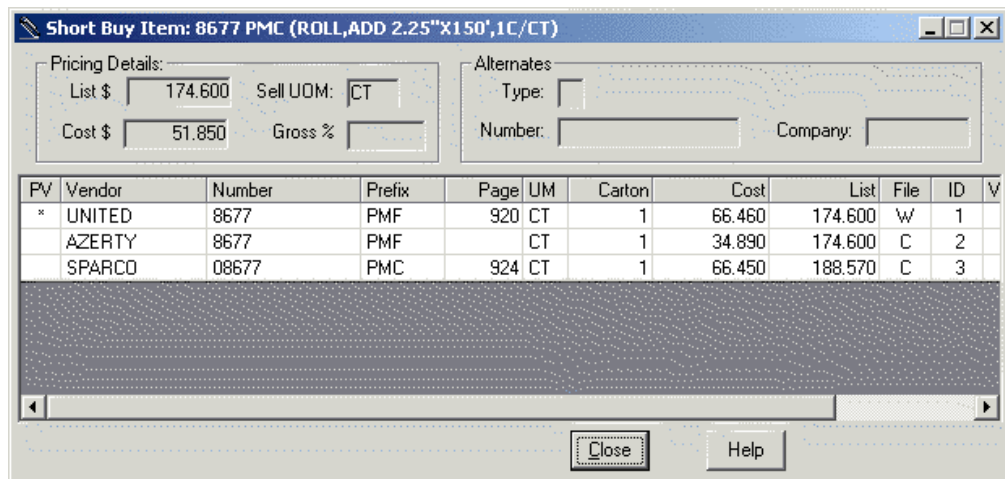 Short Buy Item: 8677 PMC (ROLL,ADD 2.25"X150',1C/CT)
Pricing Details:
List $ 174.600 Sell UOM: CT
Cost $ 51.850 Gross %
Alternates
Type:
Number: Company:
PV Vendor Number Prefix Page UM Carton Cost List File ID V
* UNITED 8677 PMF 920 CT 1 66.460 174.600 W 1
AZERTY 8677 PMF CT 1 34.890 174.600 C 2
SPARCO 08677 PMC 924 CT 1 66.450 188.570 C 3
Close Help